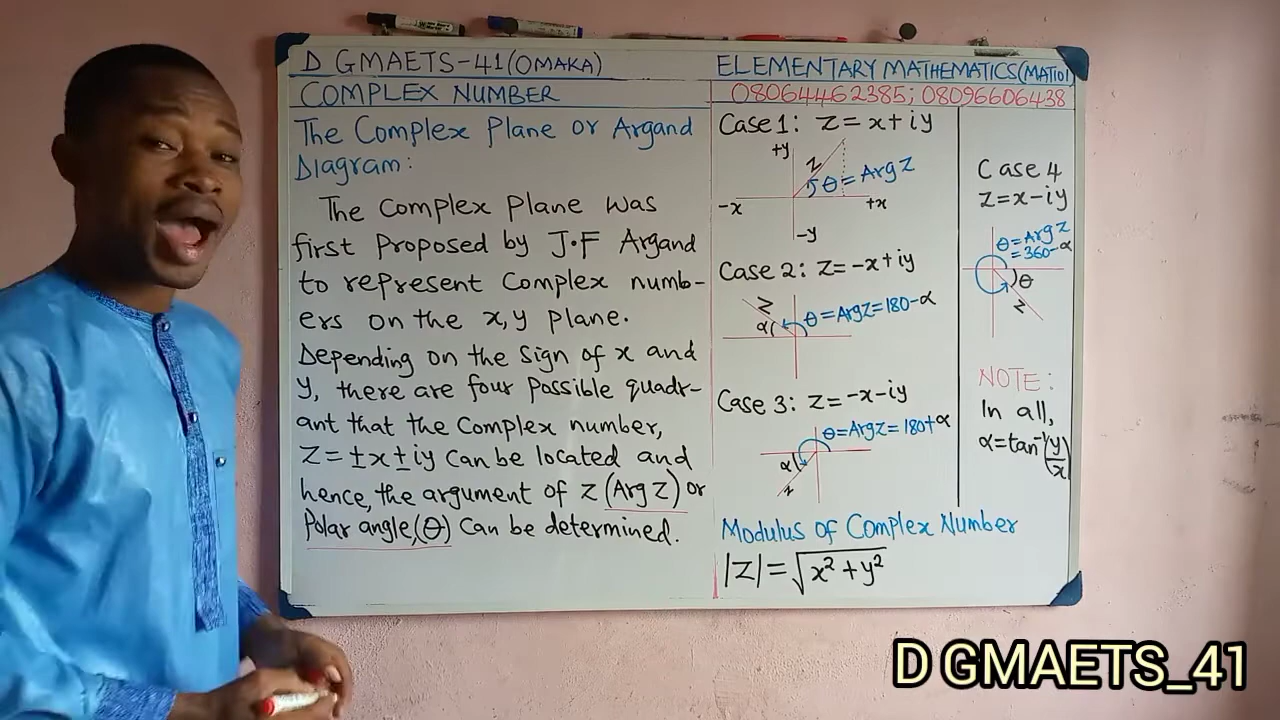 D GMAETS-41(OMAKA)
ELEMENTARY MATHEMATICS(MAT101)
COMPLEX NUMBER
08064462385; 08096606438
The Complex Plane or Argand
Diagram:
The Complex Plane was
first Proposed by J.F Argand
to represent Complex numb-
ers on the x,y plane.
Depending on the Sign of x and
y, there are four Possible quadr-
ant that the Complex number,
Z=±x±iy Can be located and
hence, the argument of z (Arg Z) or
Polar angle,(θ) Can be determined.
Case 1: Z=x+iy
+y
Z
θ=Arg Z
-x
+x
-y
Case 2: Z=-x+iy
Z
α
θ=ArgZ=180-α
Case 3: Z=-x-iy
θ=ArgZ=180+α
α
Z
Case 4
Z=x-iy
θ=Arg Z
=360-α
θ
Z
NOTE:
In all,
α=tan⁻¹(y/x)
Modulus of Complex Number
|Z|=√x²+y²
D GMAETS_41